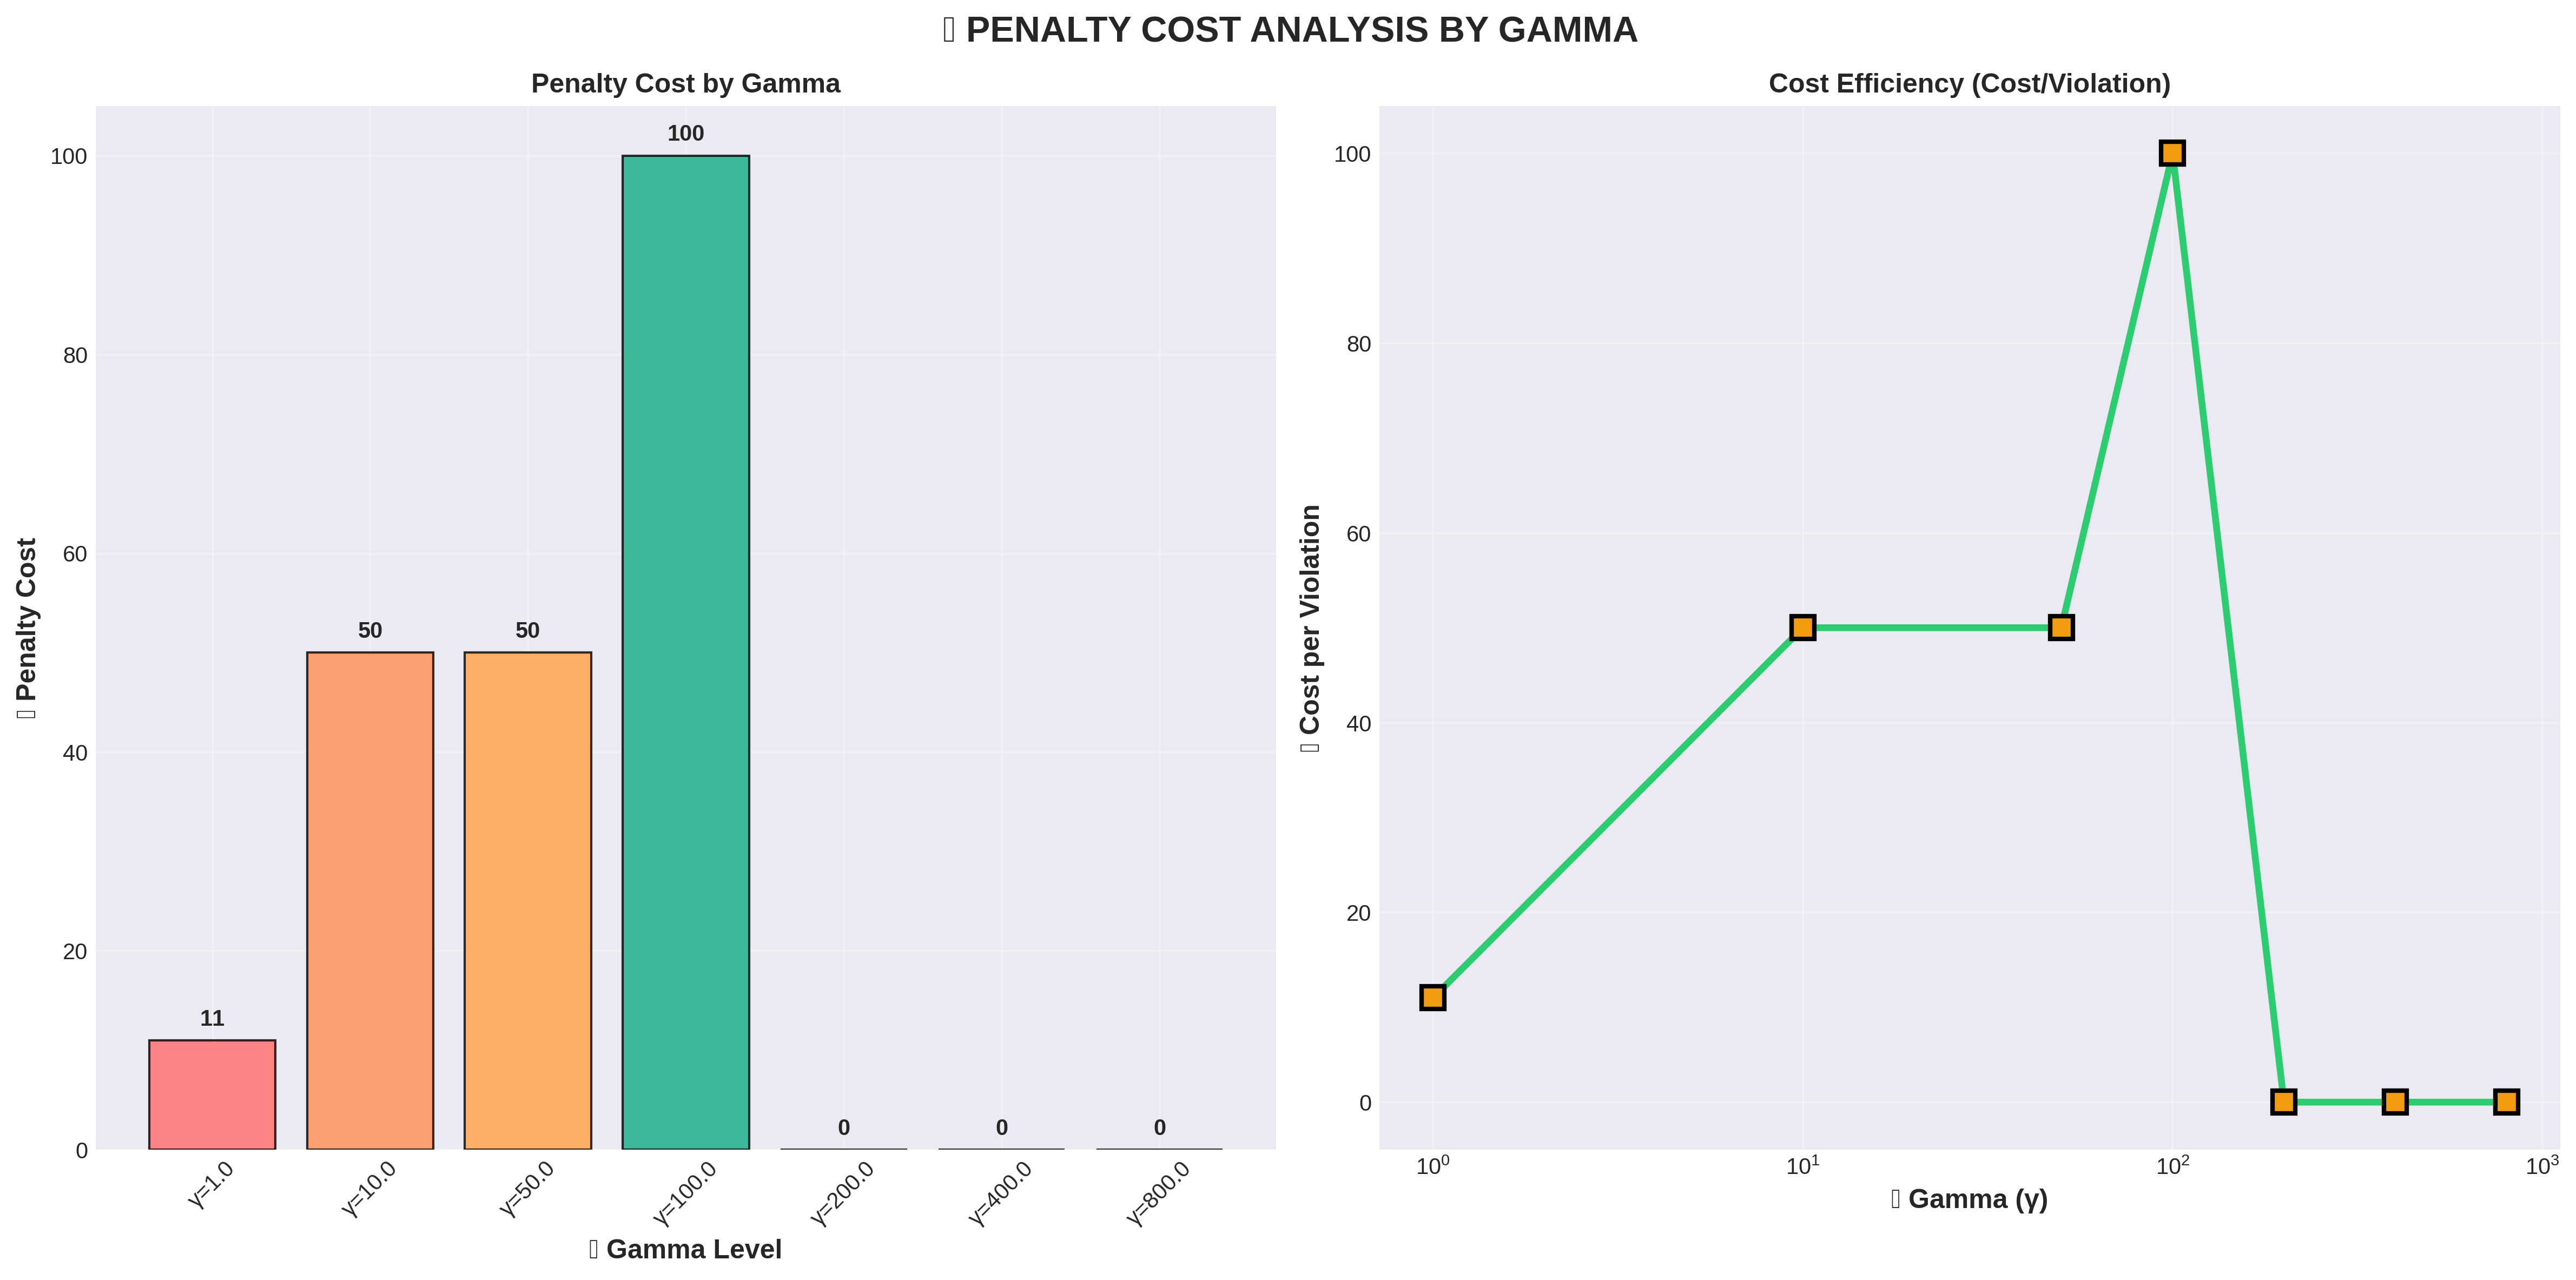 ▯ PENALTY COST ANALYSIS BY GAMMA
Penalty Cost by Gamma
▯ Penalty Cost
100
80
60
40
20
0
11
50
50
100
0
0
0
γ=1.0
γ=10.0
γ=50.0
γ=100.0
γ=200.0
γ=400.0
γ=800.0
▯ Gamma Level
Cost Efficiency (Cost/Violation)
▯ Cost per Violation
100
80
60
40
20
0
10⁰
10¹
10²
10³
▯ Gamma (γ)